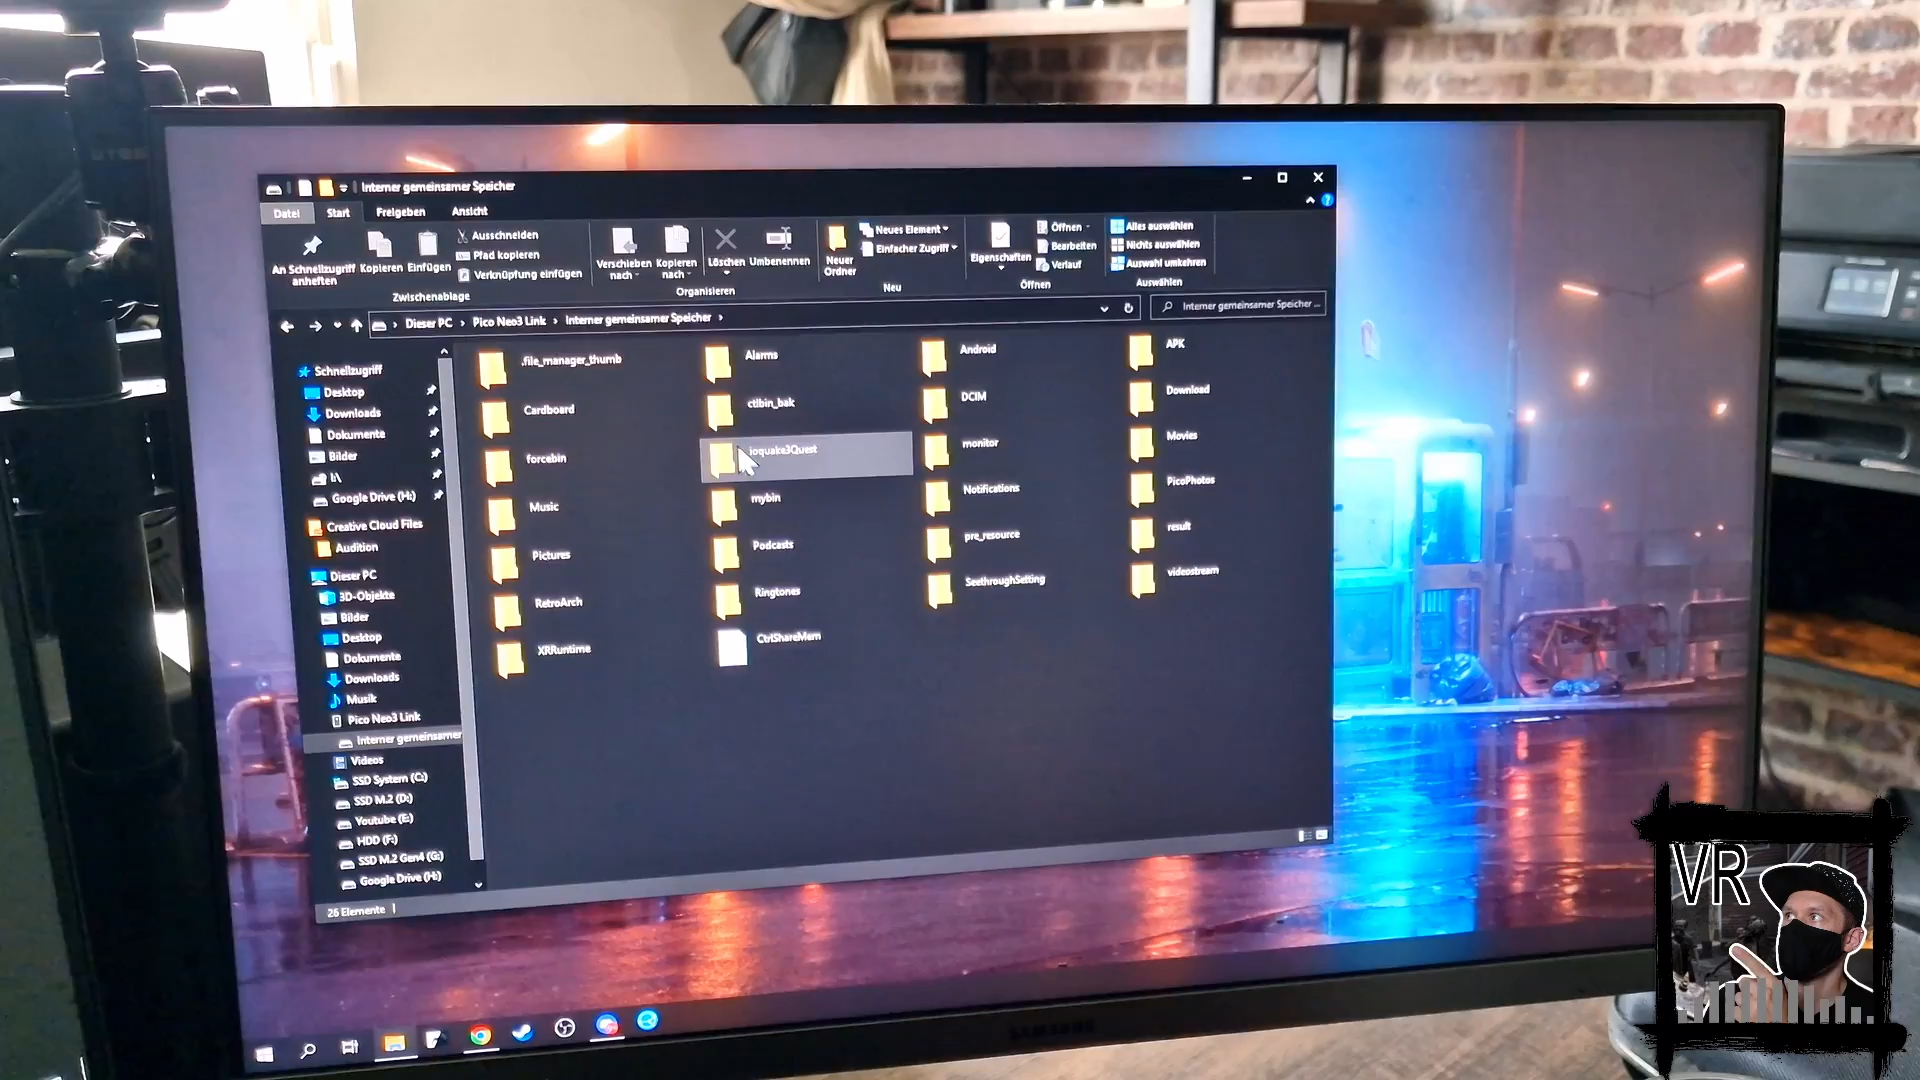 Interner gemeinsamer Speicher
Datei Start Freigeben Ansicht
An Schnellzugriff anheften
Kopieren
Einfügen
Ausschneiden
Pfad kopieren
Verknüpfung einfügen
Zwischenablage
Verschieben nach
Kopieren nach
Löschen
Umbenennen
Organisieren
Neuer Ordner
Neues Element
Einfacher Zugriff
Neu
Eigenschaften
Öffnen
Bearbeiten
Verlauf
Öffnen
Alles auswählen
Nichts auswählen
Auswahl umkehren
Auswählen
Dieser PC > Pico Neo3 Link > Interner gemeinsamer Speicher >
Interner gemeinsamer Speicher ...
Schnellzugriff
Desktop
Downloads
Dokumente
Bilder
I:\
Google Drive (H:)
Creative Cloud Files
Audition
Dieser PC
3D-Objekte
Bilder
Desktop
Dokumente
Downloads
Musik
Pico Neo3 Link
Interner gemeinsamer
Videos
SSD System (C:)
SSD M.2 (D:)
Youtube (E:)
HDD (F:)
SSD M.2 Gen4 (G:)
Google Drive (H:)
.file_manager_thumb
Alarms
Android
APK
Cardboard
ctlbin_bak
DCIM
Download
forcebin
ioquake3Quest
monitor
Movies
Music
mybin
Notifications
PicoPhotos
Pictures
Podcasts
pre_resource
result
RetroArch
Ringtones
SeethroughSetting
videostream
XRRuntime
CtrlShareMem
26 Elemente
SAMSUNG
VR